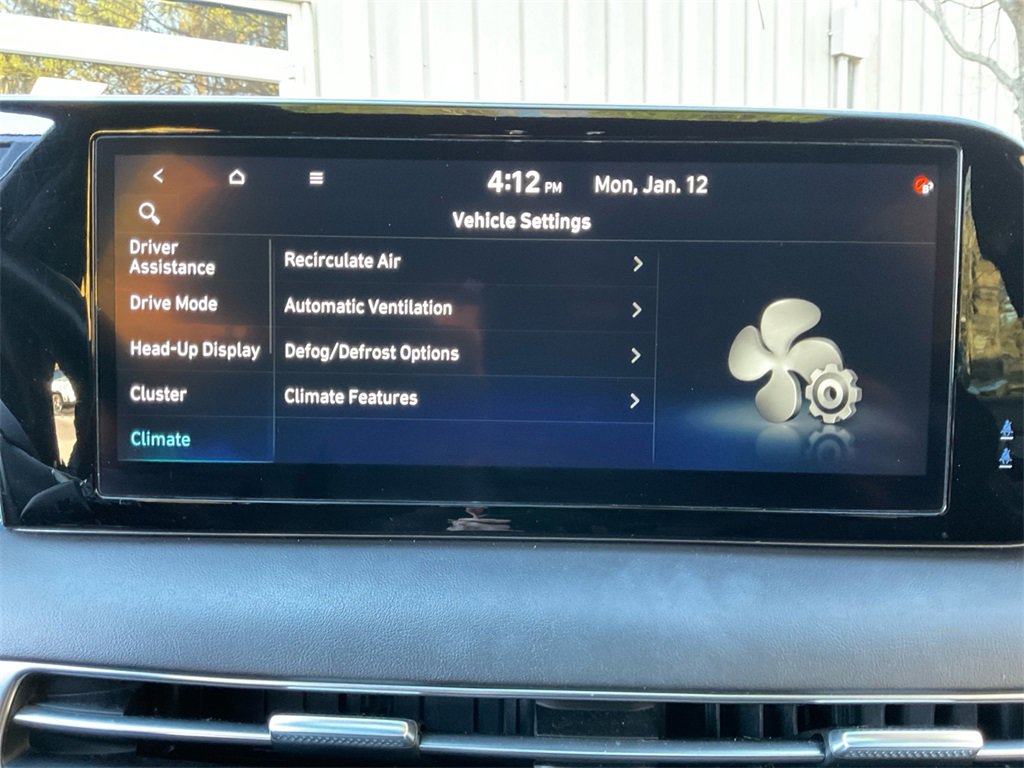 4:12 PM Mon, Jan. 12
Vehicle Settings
Driver
Assistance
Drive Mode
Head-Up Display
Cluster
Climate
Recirculate Air
Automatic Ventilation
Defog/Defrost Options
Climate Features